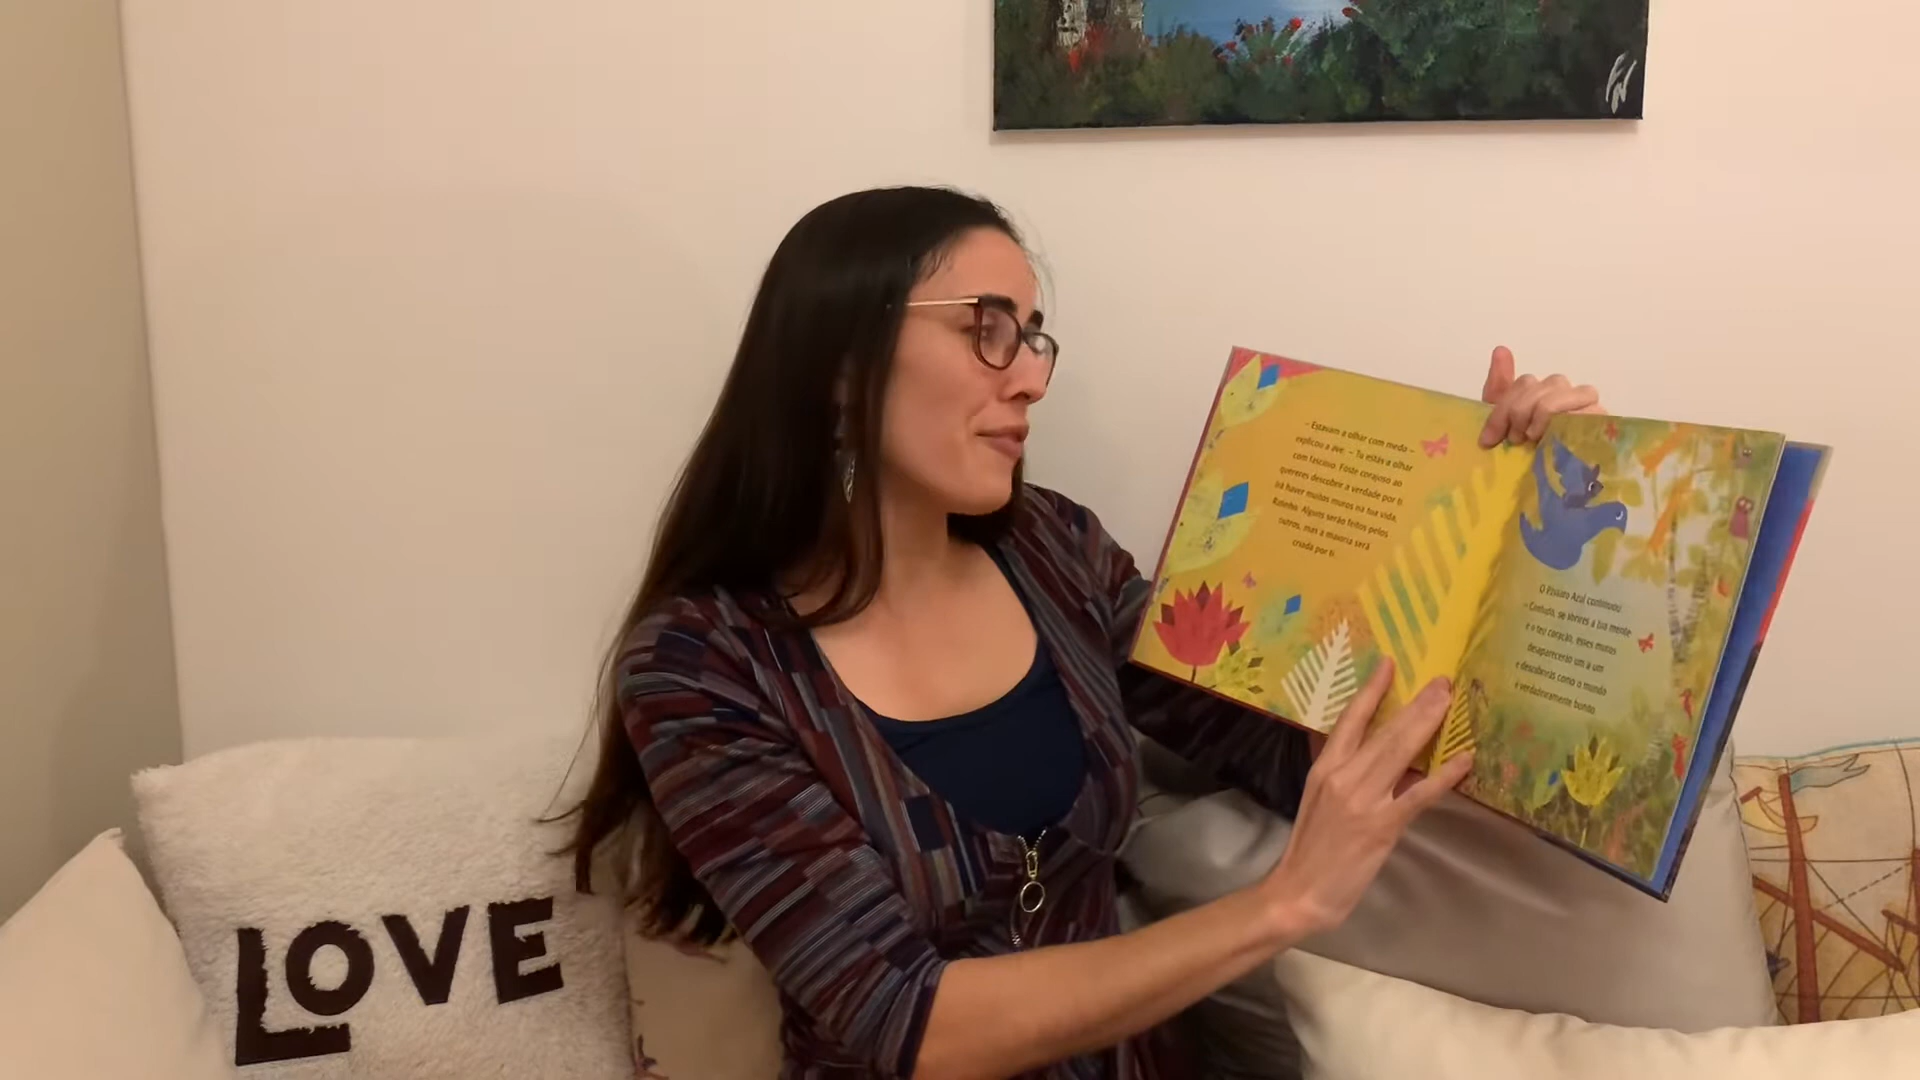 LOVE
– Estavam a olhar com medo –
explicou a ave. – Tu estás a olhar
com fascínio. Foste corajoso ao
quereres descobrir a verdade por ti.
Irá haver muitos muros na tua vida,
Ratinho. Alguns serão feitos pelos
outros, mas a maioria será
criada por ti.
O Pássaro Azul continuou:
– Contudo, se abrires a tua mente
e o teu coração, esses muros
desaparecerão um a um
e descobrirás como o mundo
é verdadeiramente bonito.